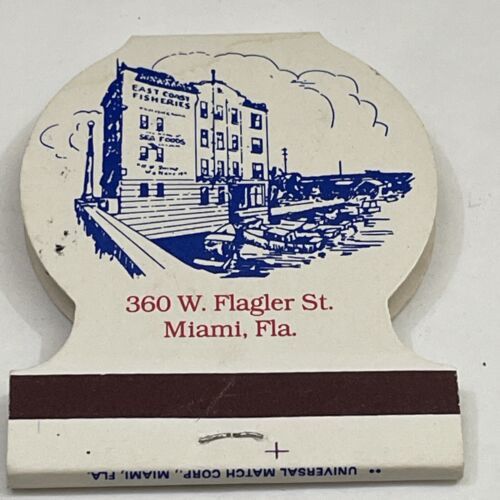 EAST COAST
FISHERIES
SEA FOODS
360 W. Flagler St.
Miami, Fla.
UNIVERSAL MATCH CORP., MIAMI, FLA.